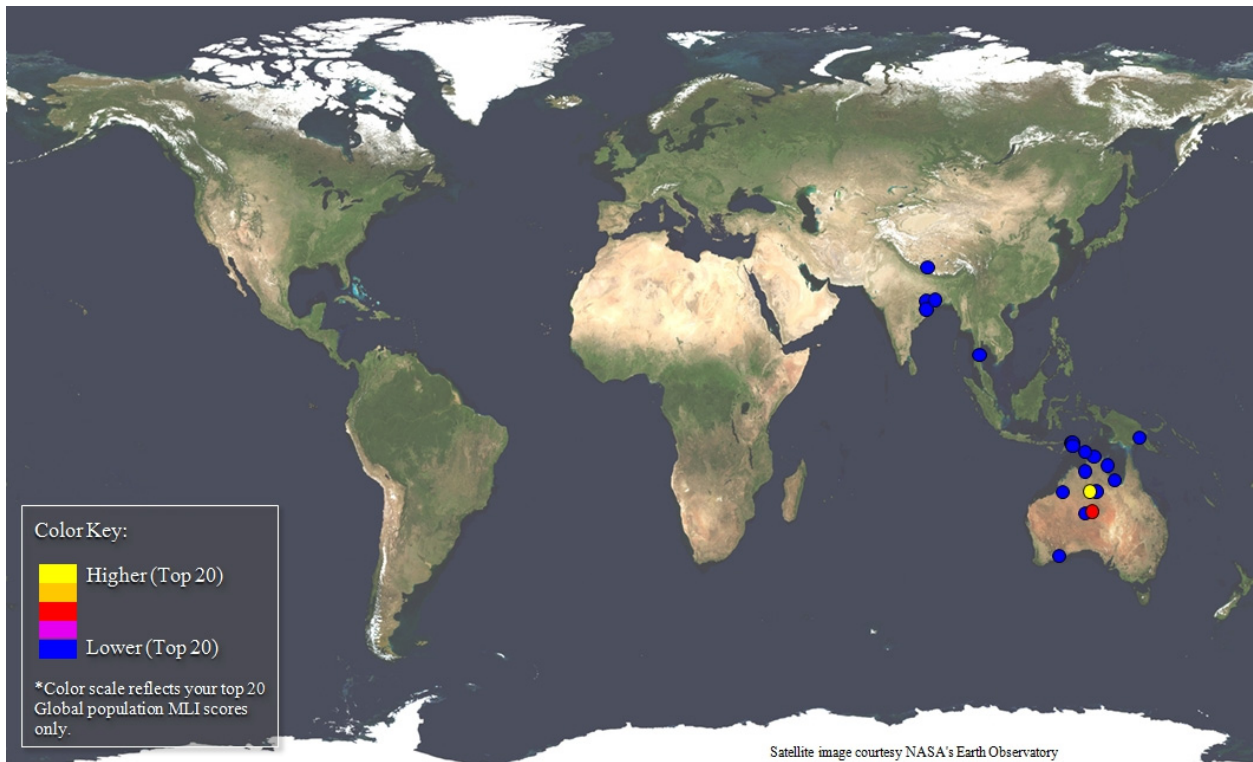 Color Key:
Higher (Top 20)
Lower (Top 20)
*Color scale reflects your top 20
Global population MLI scores
only.
Satellite image courtesy NASA's Earth Observatory